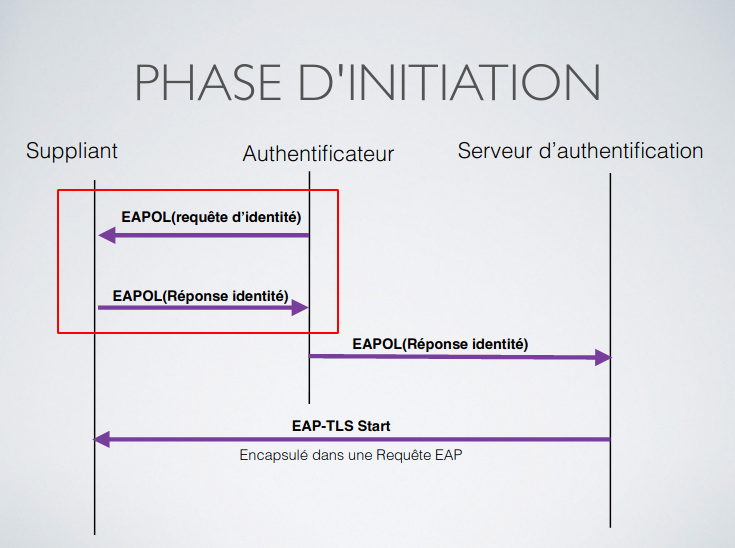 PHASE D'INITIATION
Suppliant
Authentificateur
Serveur d'authentification
EAPOL(requête d'identité)
EAPOL(Réponse identité)
EAPOL(Réponse identité)
EAP-TLS Start
Encapsulé dans une Requête EAP